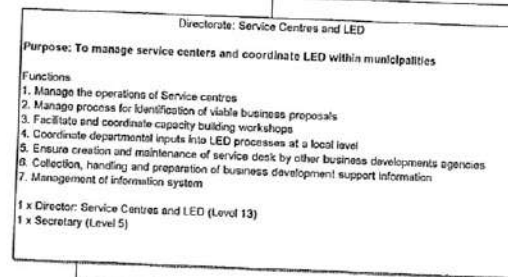 Directorate: Service Centres and LED
Purpose: To manage service centers and coordinate LED within municipalities
Functions
1. Manage the operations of Service centres
2. Manage process for identification of viable business proposals
3. Facilitate and coordinate capacity building workshops
4. Coordinate departmental inputs into LED processes at a local level
5. Ensure creation and maintenance of service desk by other business developments agencies
6. Collection, handling and preparation of business development support information
7. Management of information system
1 x Director: Service Centres and LED (Level 13)
1 x Secretary (Level 5)